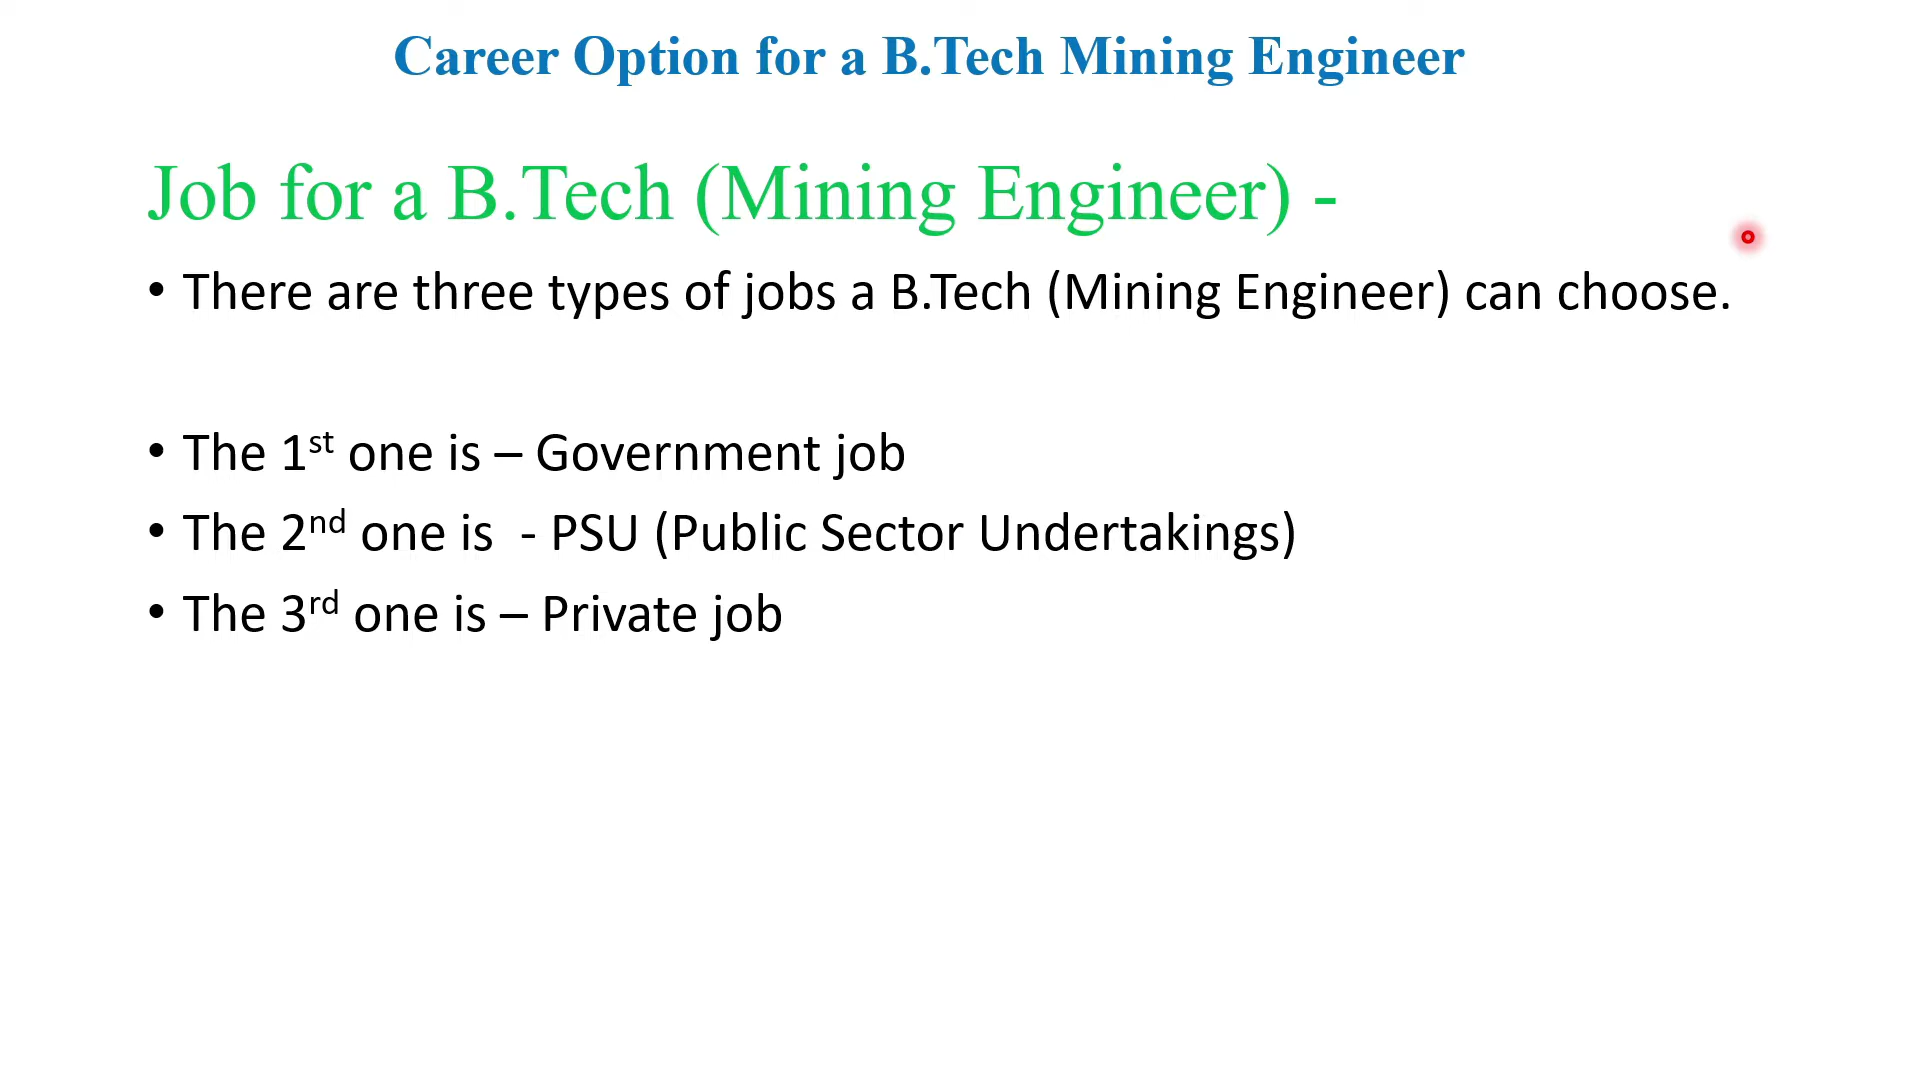 Career Option for a B.Tech Mining Engineer
Job for a B.Tech (Mining Engineer) -
• There are three types of jobs a B.Tech (Mining Engineer) can choose.
• The 1st one is – Government job
• The 2nd one is  - PSU (Public Sector Undertakings)
• The 3rd one is – Private job